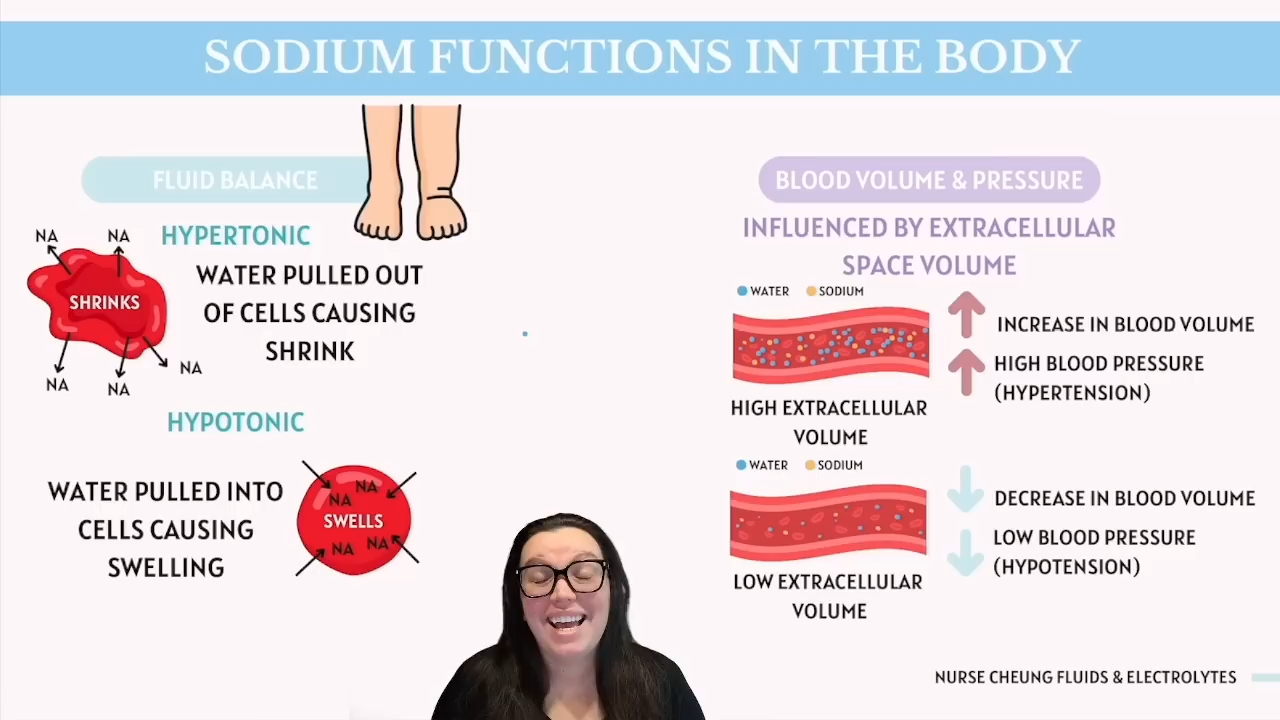 SODIUM FUNCTIONS IN THE BODY
FLUID BALANCE
HYPERTONIC
NA
NA
SHRINKS
WATER PULLED OUT
OF CELLS CAUSING
SHRINK
NA
NA
NA
HYPOTONIC
WATER PULLED INTO
CELLS CAUSING
SWELLING
NA
NA
SWELLS
NA
NA
BLOOD VOLUME & PRESSURE
INFLUENCED BY EXTRACELLULAR
SPACE VOLUME
WATER SODIUM
INCREASE IN BLOOD VOLUME
HIGH BLOOD PRESSURE
(HYPERTENSION)
HIGH EXTRACELLULAR
VOLUME
WATER SODIUM
DECREASE IN BLOOD VOLUME
LOW BLOOD PRESSURE
(HYPOTENSION)
LOW EXTRACELLULAR
VOLUME
NURSE CHEUNG FLUIDS & ELECTROLYTES